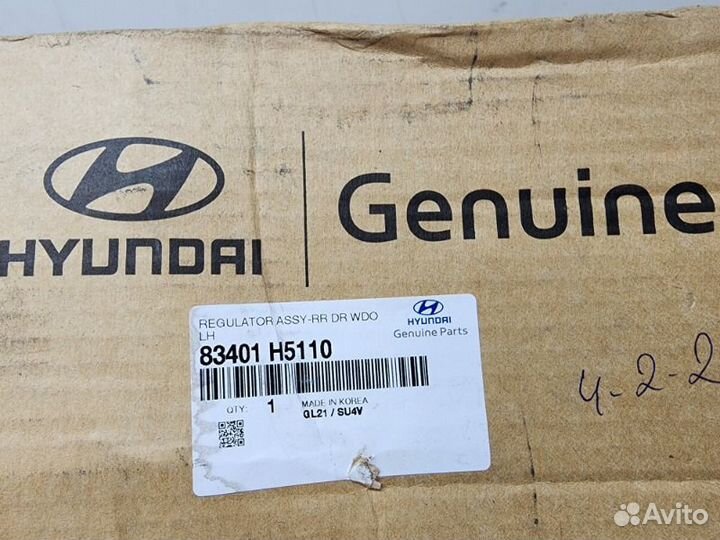 HYUNDAI
Genuine
REGULATOR ASSY-RR DR WDO
LH
83401 H5110
HYUNDAI
Genuine Parts
QTY: 1 MADE IN KOREA
GL21 / SU4V
4-2-2
Avito